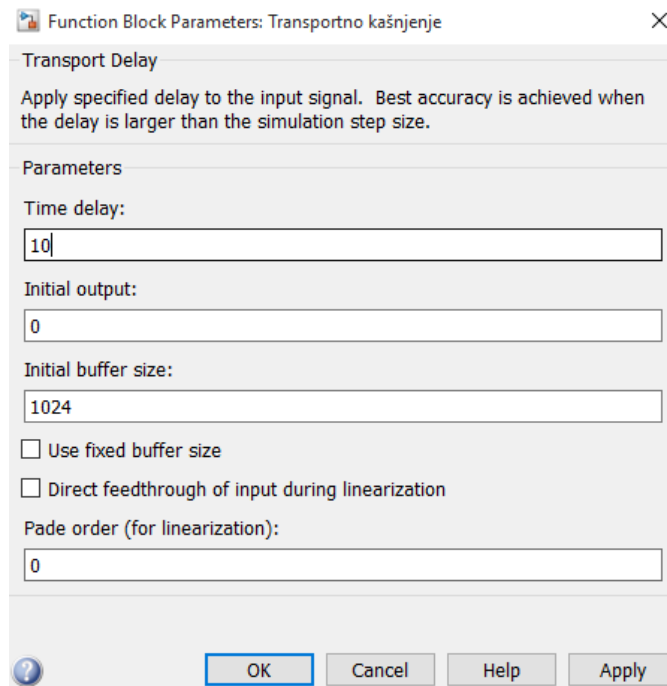 Function Block Parameters: Transportno kašnjenje
Transport Delay
Apply specified delay to the input signal.  Best accuracy is achieved when
the delay is larger than the simulation step size.
Parameters
Time delay:
10
Initial output:
0
Initial buffer size:
1024
Use fixed buffer size
Direct feedthrough of input during linearization
Pade order (for linearization):
0
? OK Cancel Help Apply